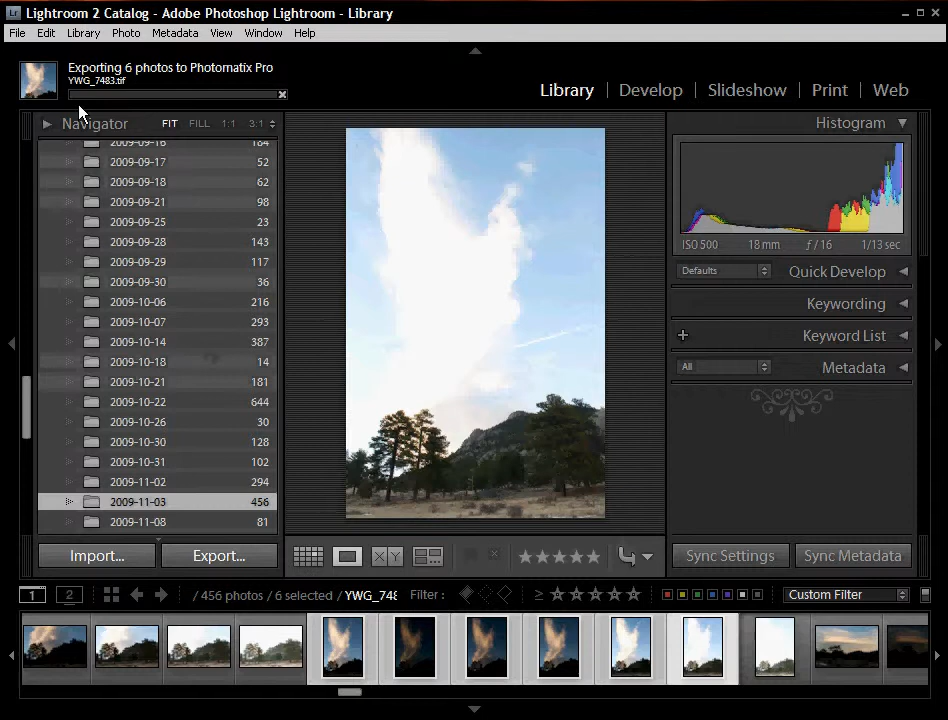 Lr Lightroom 2 Catalog - Adobe Photoshop Lightroom - Library
File Edit Library Photo Metadata View Window Help
Exporting 6 photos to Photomatix Pro
YWG_7483.tif
Library | Develop | Slideshow | Print | Web
Navigator FIT FILL 1:1 3:1
Histogram
2009-09-16 184
2009-09-17 52
2009-09-18 62
2009-09-21 98
2009-09-25 23
2009-09-28 143
2009-09-29 117
2009-09-30 36
2009-10-06 216
2009-10-07 293
2009-10-14 387
2009-10-18 14
2009-10-21 181
2009-10-22 644
2009-10-26 30
2009-10-30 128
2009-10-31 102
2009-11-02 294
2009-11-03 456
2009-11-08 81
ISO 500 18 mm ƒ / 16 1/13 sec
Defaults Quick Develop
Keywording
+ Keyword List
All Metadata
Import... Export...
X Y
Sync Settings Sync Metadata
1 2 / 456 photos / 6 selected / YWG_748 Filter : ≥ Custom Filter